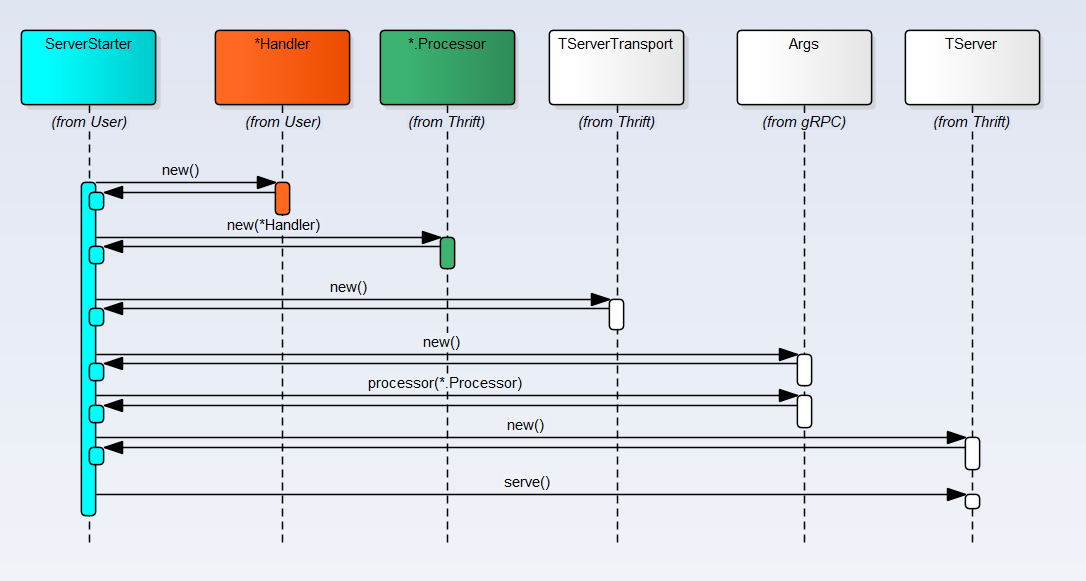 ServerStarter
*Handler
*.Processor
TServerTransport
Args
TServer
(from User)
(from User)
(from Thrift)
(from Thrift)
(from gRPC)
(from Thrift)
new()
new(*Handler)
new()
new()
processor(*.Processor)
new()
serve()